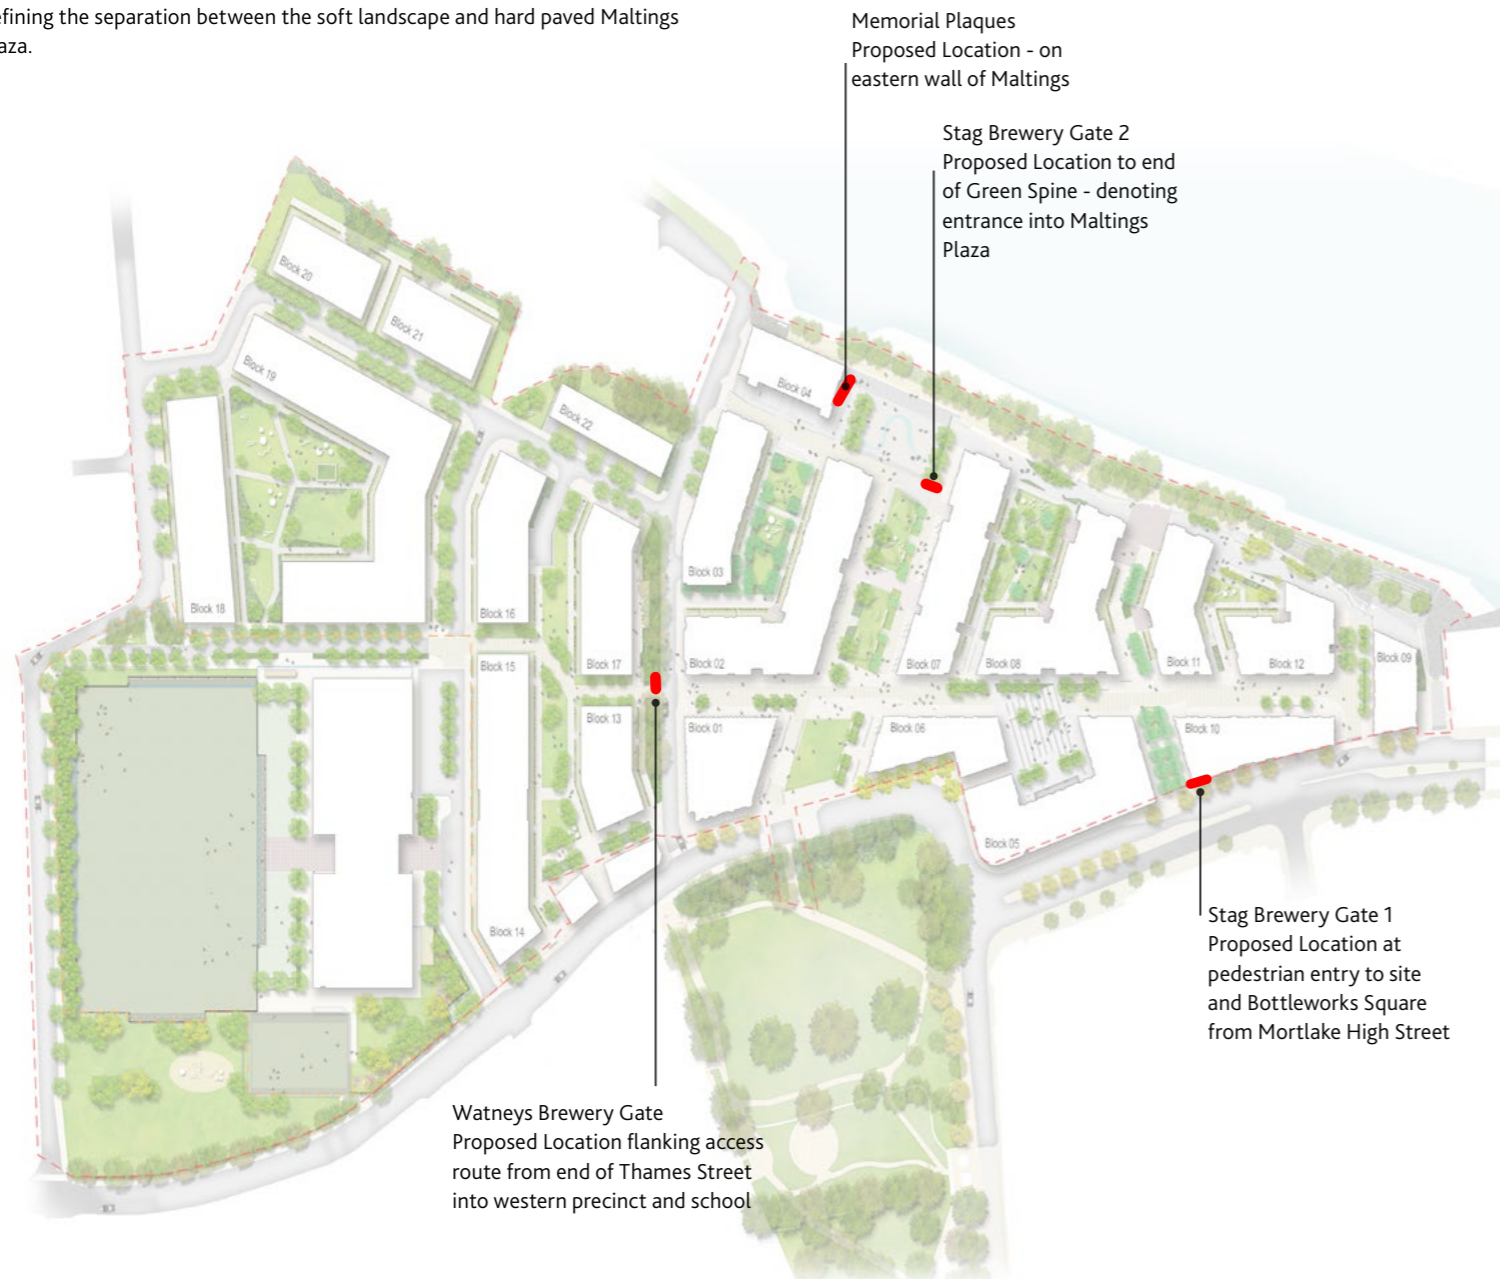 efining the separation between the soft landscape and hard paved Maltings
aza.
Memorial Plaques
Proposed Location - on
eastern wall of Maltings
Stag Brewery Gate 2
Proposed Location to end
of Green Spine - denoting
entrance into Maltings
Plaza
Block 20
Block 21
Block 19
Block 22
Block 04
Block 03
Block 18
Block 16
Block 15
Block 17
Block 02
Block 07
Block 08
Block 11
Block 12
Block 09
Block 13
Block 01
Block 06
Block 10
Block 05
Block 14
Stag Brewery Gate 1
Proposed Location at
pedestrian entry to site
and Bottleworks Square
from Mortlake High Street
Watneys Brewery Gate
Proposed Location flanking access
route from end of Thames Street
into western precinct and school